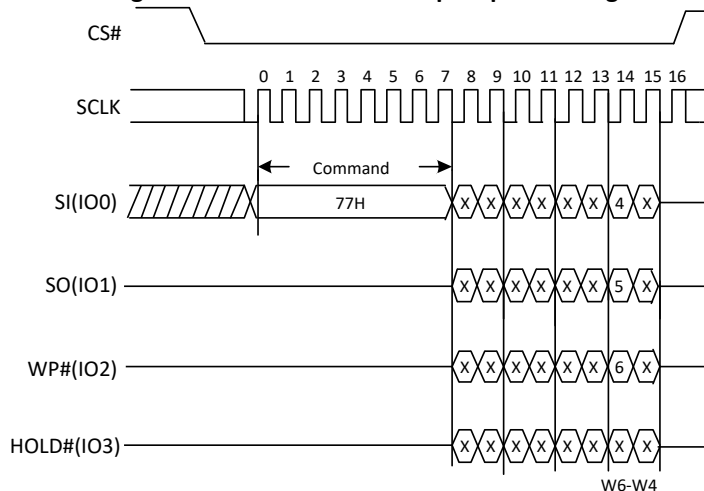 CS#
0 1 2 3 4 5 6 7 8 9 10 11 12 13 14 15 16
SCLK
Command
SI(IO0) 77H X X X X X X 4 X
SO(IO1) X X X X X X 5 X
WP#(IO2) X X X X X X 6 X
HOLD#(IO3) X X X X X X X X
W6-W4